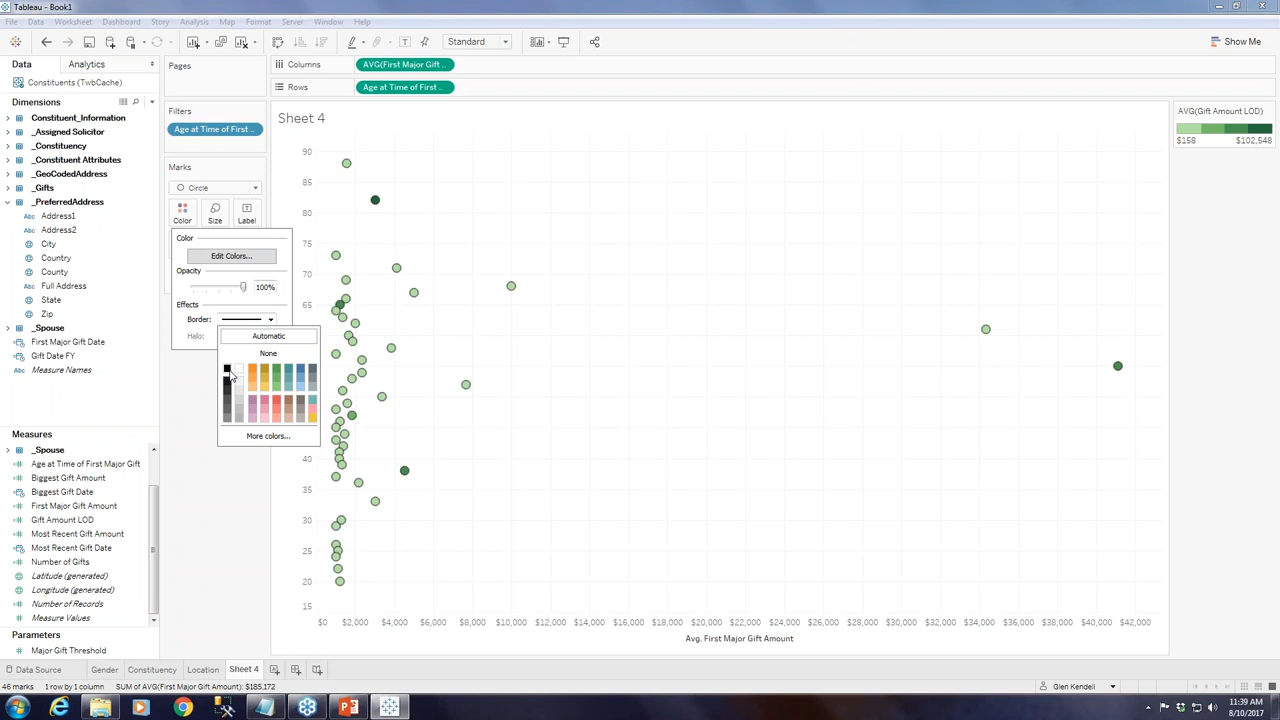 Tableau - Book1
File Data Worksheet Dashboard Story Analysis Map Format Server Window Help
Standard
Show Me
Data Analytics
Constituents (TwbCache)
Dimensions
Constituent_Information
_Assigned Solicitor
_Constituency
_Constituent Attributes
_GeoCodedAddress
_Gifts
_PreferredAddress
Abc Address1
Abc Address2
City
Country
County
Full Address
State
Zip
_Spouse
First Major Gift Date
Gift Date FY
Abc Measure Names
Measures
_Spouse
Age at Time of First Major Gift
Biggest Gift Amount
Biggest Gift Date
First Major Gift Amount
Gift Amount LOD
Most Recent Gift Amount
Most Recent Gift Date
Number of Gifts
Latitude (generated)
Longitude (generated)
Number of Records
Measure Values
Parameters
Major Gift Threshold
Pages
Filters
Age at Time of First ..
Marks
Circle
Color Size Label
Color
Edit Colors...
Opacity
100%
Effects
Border:
Halo:
Automatic
None
More colors...
Columns AVG(First Major Gift ..
Rows Age at Time of First ..
Sheet 4
90
85
80
75
70
65
40
35
30
25
20
15
$0 $2,000 $4,000 $6,000 $8,000 $10,000 $12,000 $14,000 $16,000 $18,000 $20,000 $22,000 $24,000 $26,000 $28,000 $30,000 $32,000 $34,000 $36,000 $38,000 $40,000 $42,000
Avg. First Major Gift Amount
AVG(Gift Amount LOD)
$158 $102,548
Data Source Gender Constituency Location Sheet 4
46 marks 1 row by 1 column SUM of AVG(First Major Gift Amount): $185,172
Glen Kendell
11:39 AM
8/10/2017